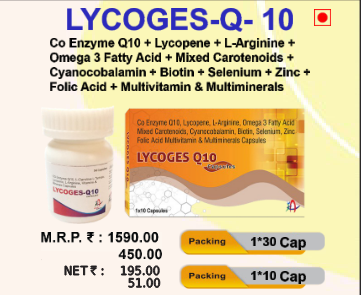 LYCOGES-Q- 10
Co Enzyme Q10 + Lycopene + L-Arginine +
Omega 3 Fatty Acid + Mixed Carotenoids +
Cyanocobalamin + Biotin + Selenium + Zinc +
Folic Acid + Multivitamin & Multiminerals
LYCOGES-Q10
Co Enzyme Q10, Lycopene, L-Arginine, Omega 3 Fatty Acid
Mixed Carotenoids, Cyanocobalamin, Biotin, Selenium, Zinc
Folic Acid Multivitamin & Multiminerals Capsules
LYCOGES Q10
1x10 Capsules
M.R.P. ₹ : 1590.00
Packing 1*30 Cap
450.00
NET ₹ : 195.00
Packing 1*10 Cap
51.00